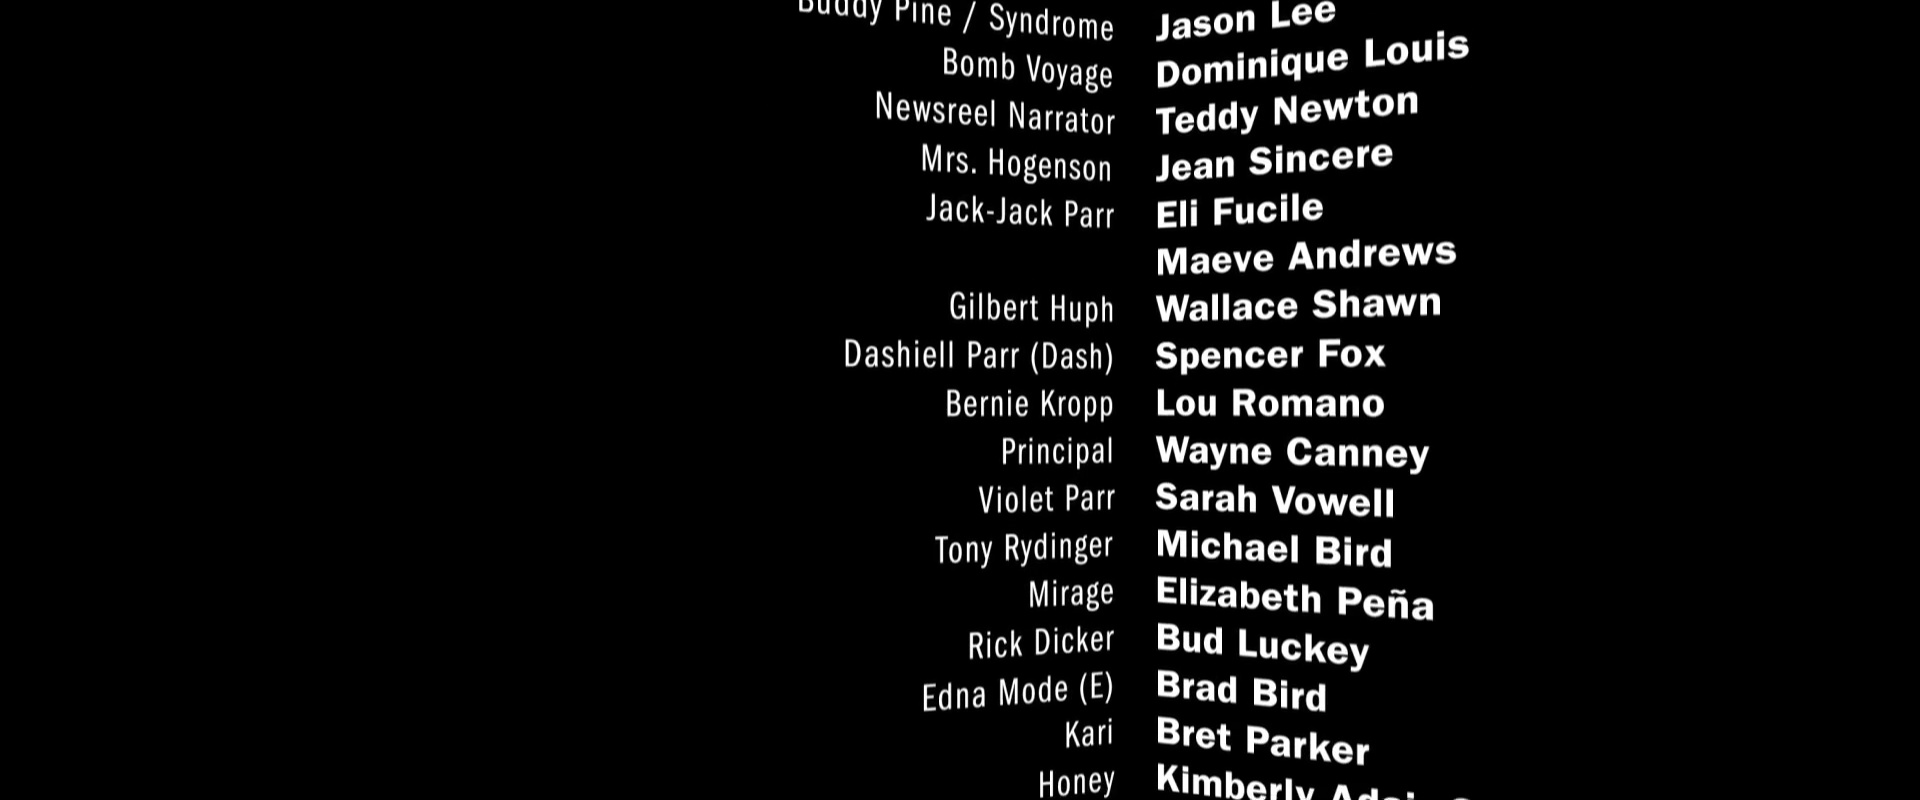 Buddy Pine / Syndrome Jason Lee
Bomb Voyage Dominique Louis
Newsreel Narrator Teddy Newton
Mrs. Hogenson Jean Sincere
Jack-Jack Parr Eli Fucile
Maeve Andrews
Gilbert Huph Wallace Shawn
Dashiell Parr (Dash) Spencer Fox
Bernie Kropp Lou Romano
Principal Wayne Canney
Violet Parr Sarah Vowell
Tony Rydinger Michael Bird
Mirage Elizabeth Peña
Rick Dicker Bud Luckey
Edna Mode (E) Brad Bird
Kari Bret Parker
Honey Kimberly